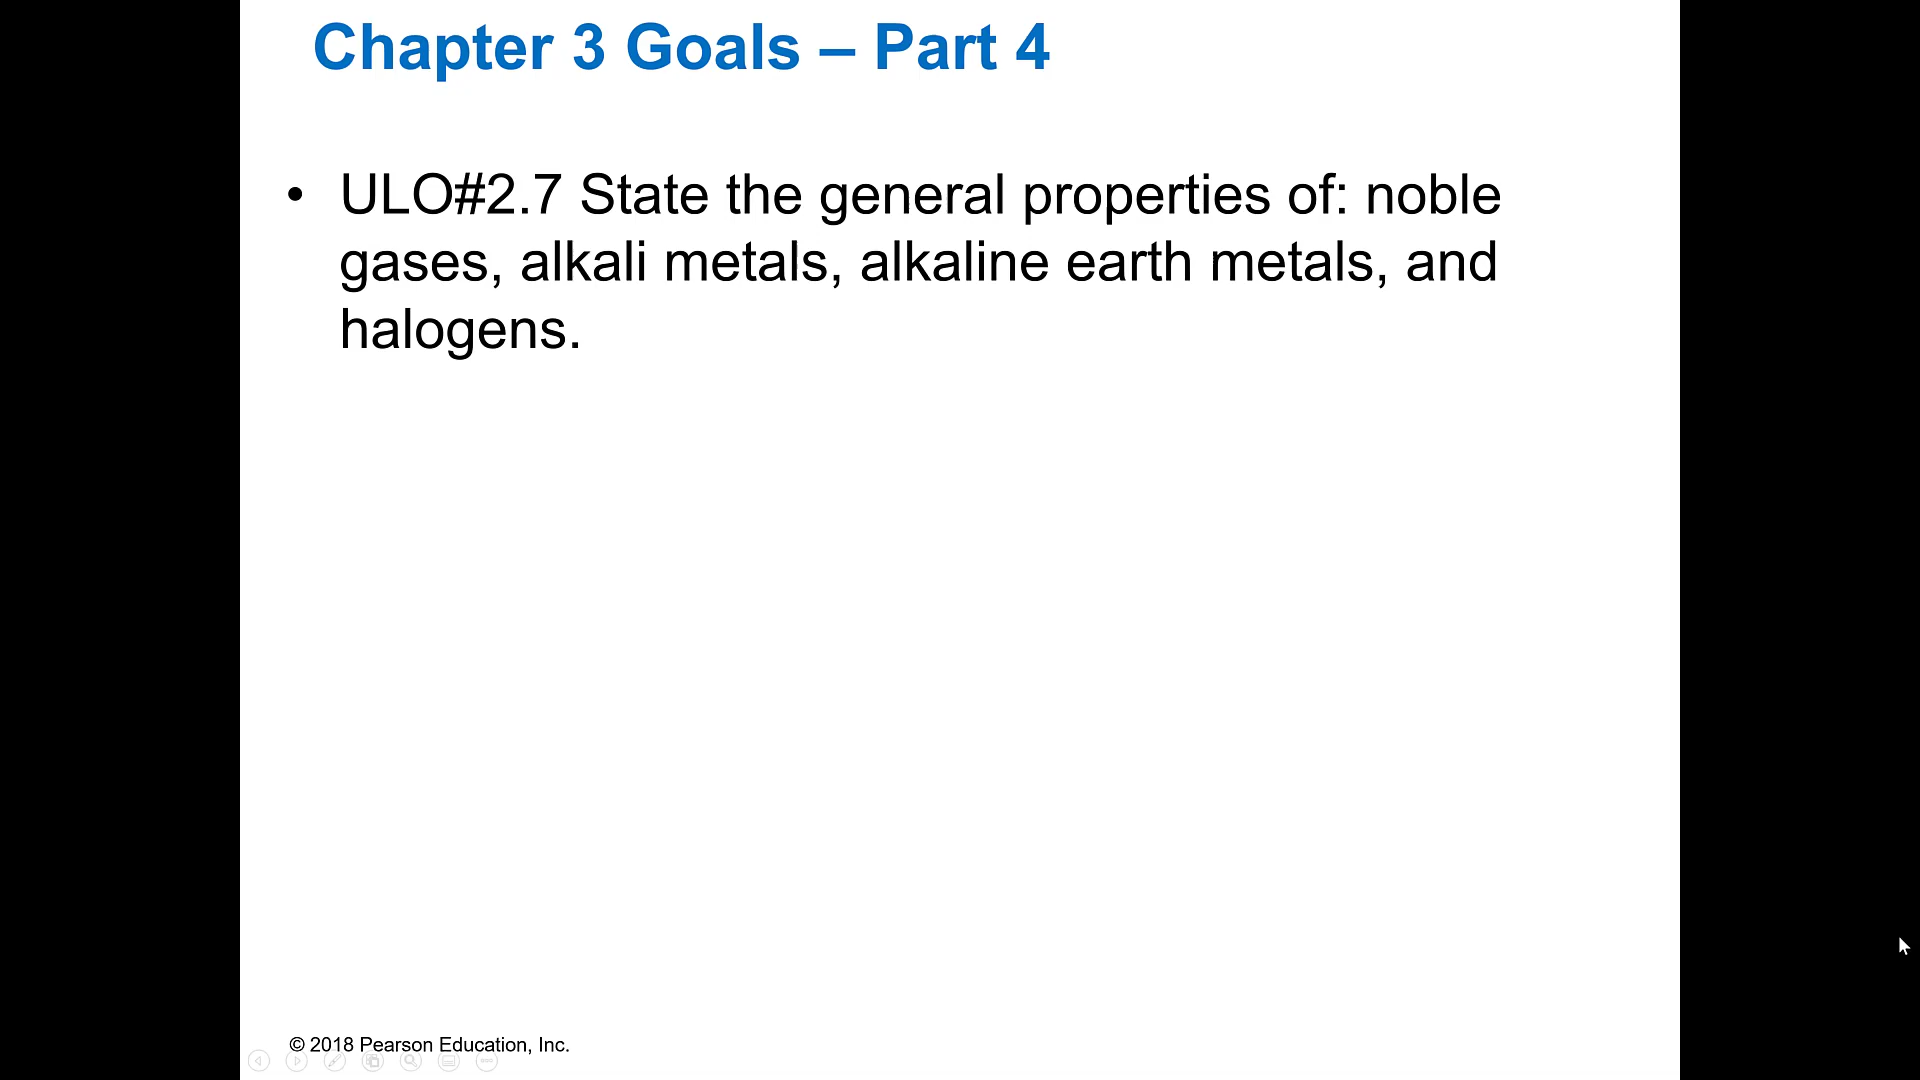 Chapter 3 Goals – Part 4
• ULO#2.7 State the general properties of: noble
gases, alkali metals, alkaline earth metals, and
halogens.
© 2018 Pearson Education, Inc.